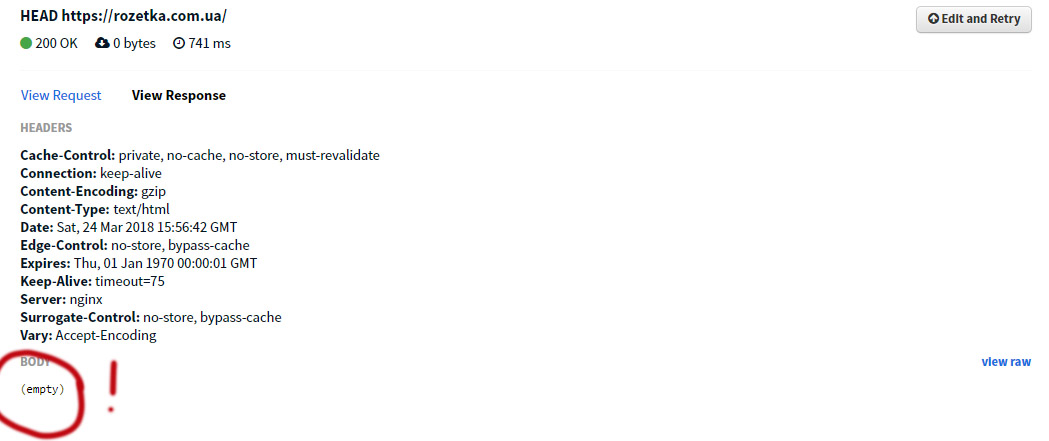 HEAD https://rozetka.com.ua/
Edit and Retry
200 OK 0 bytes 741 ms
View Request View Response
HEADERS
Cache-Control: private, no-cache, no-store, must-revalidate
Connection: keep-alive
Content-Encoding: gzip
Content-Type: text/html
Date: Sat, 24 Mar 2018 15:56:42 GMT
Edge-Control: no-store, bypass-cache
Expires: Thu, 01 Jan 1970 00:00:01 GMT
Keep-Alive: timeout=75
Server: nginx
Surrogate-Control: no-store, bypass-cache
Vary: Accept-Encoding
BODY view raw
(empty) !